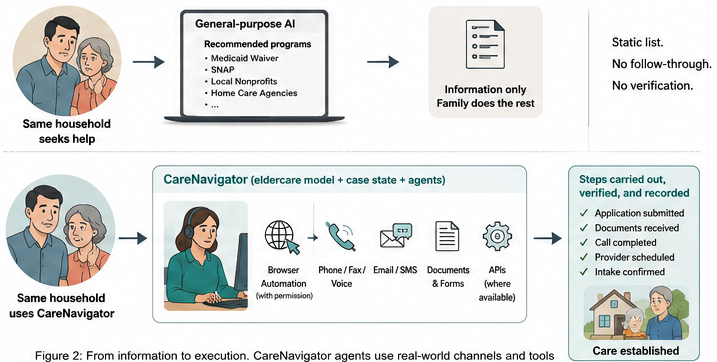 General-purpose AI
Recommended programs
• Medicaid Waiver
• SNAP
• Local Nonprofits
• Home Care Agencies
• ...
Same household
seeks help
Information only
Family does the rest
Static list.
No follow-through.
No verification.
CareNavigator (eldercare model + case state + agents)
Same household
uses CareNavigator
Browser
Automation
(with permission)
Phone / Fax /
Voice
Email / SMS
Documents
& Forms
APIs
(where
available)
Steps carried out,
verified, and recorded
✓ Application submitted
✓ Documents received
✓ Call completed
✓ Provider scheduled
✓ Intake confirmed
Care established
Figure 2: From information to execution. CareNavigator agents use real-world channels and tools